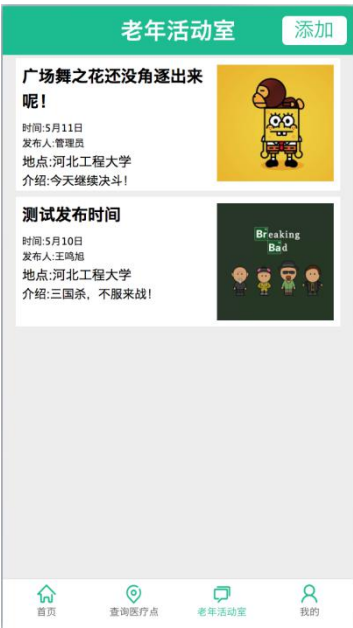 老年活动室
添加
广场舞之花还没角逐出来
呢！
时间:5月11日
发布人:管理员
地点:河北工程大学
介绍:今天继续决斗！
测试发布时间
时间:5月10日
发布人:王鸣旭
地点:河北工程大学
介绍:三国杀，不服来战！
Breaking
Bad
首页
查询医疗点
老年活动室
我的